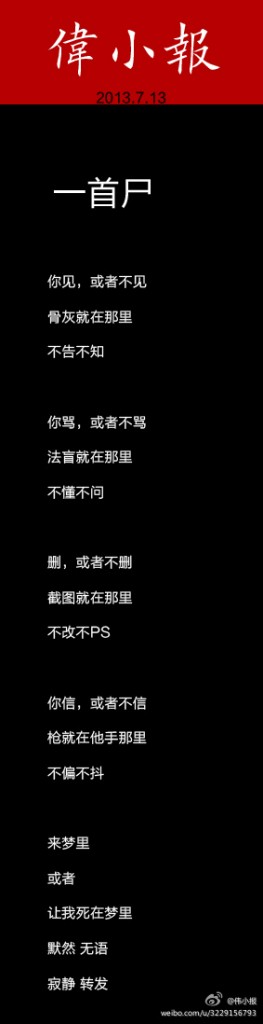 偉小報
2013.7.13
一首尸
你见，或者不见
骨灰就在那里
不告不知
你骂，或者不骂
法盲就在那里
不懂不问
删，或者不删
截图就在那里
不改不PS
你信，或者不信
枪就在他手那里
不偏不抖
来梦里
或者
让我死在梦里
默然 无语
寂静 转发
@伟小报
weibo.com/u/3229156793